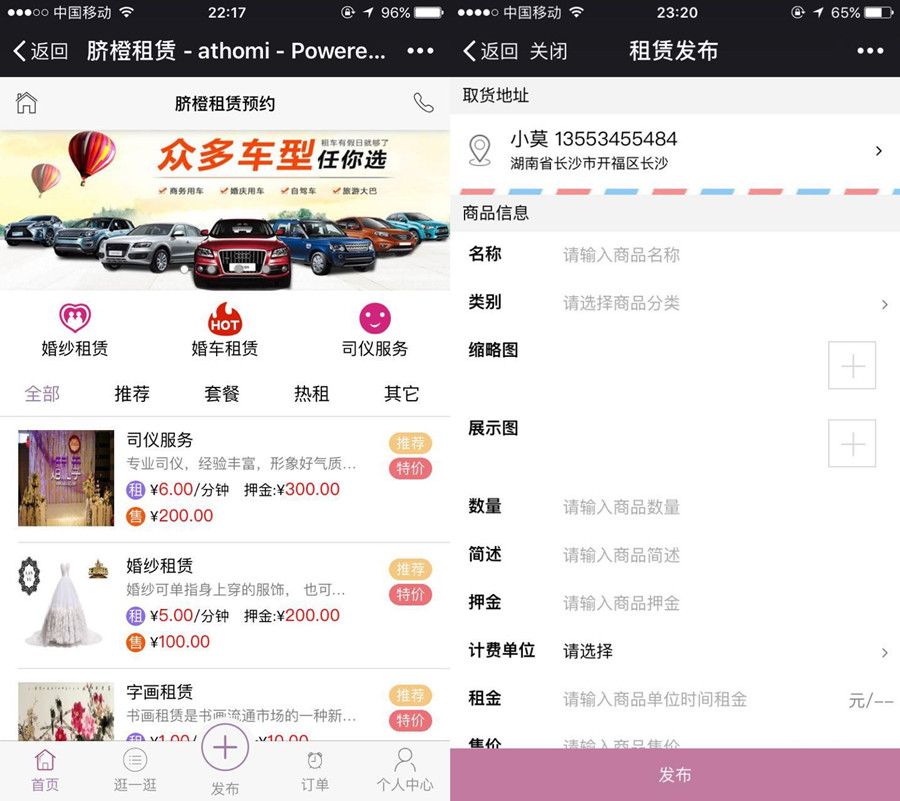 中国移动
22:17
96%
返回
脐橙租赁 - athomi - Powere...
脐橙租赁预约
众多车型任你选
租车有假日就够了
商务用车
婚庆用车
自驾车
旅游大巴
婚纱租赁
HOT
婚车租赁
司仪服务
全部
推荐
套餐
热租
其它
司仪服务
推荐
专业司仪，经验丰富，形象好气质...
特价
租 ¥6.00/分钟 押金:¥300.00
售 ¥200.00
婚纱租赁
推荐
婚纱可单指身上穿的服饰， 也可...
特价
租 ¥5.00/分钟 押金:¥200.00
售 ¥100.00
字画租赁
推荐
书画租赁是书画流通市场的一种新...
特价
首页
逛一逛
发布
订单
个人中心
中国移动
23:20
65%
返回 关闭
租赁发布
取货地址
小莫 13553455484
湖南省长沙市开福区长沙
商品信息
名称 请输入商品名称
类别 请选择商品分类
缩略图
展示图
数量 请输入商品数量
简述 请输入商品简述
押金 请输入商品押金
计费单位 请选择
租金 请输入商品单位时间租金 元/--
售价 请输入商品售价
发布